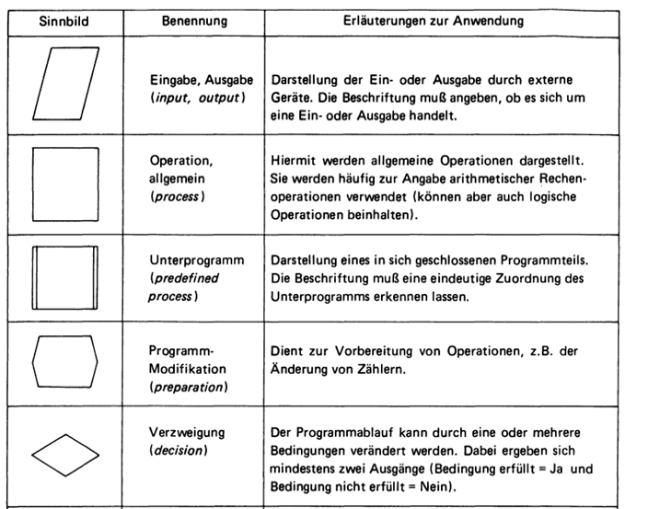 Sinnbild Benennung Erläuterungen zur Anwendung
Eingabe, Ausgabe
(input, output)
Darstellung der Ein- oder Ausgabe durch externe
Geräte. Die Beschriftung muß angeben, ob es sich um
eine Ein- oder Ausgabe handelt.
Operation,
allgemein
(process)
Hiermit werden allgemeine Operationen dargestellt.
Sie werden häufig zur Angabe arithmetischer Rechen-
operationen verwendet (können aber auch logische
Operationen beinhalten).
Unterprogramm
(predefined
process)
Darstellung eines in sich geschlossenen Programmteils.
Die Beschriftung muß eine eindeutige Zuordnung des
Unterprogramms erkennen lassen.
Programm-
Modifikation
(preparation)
Dient zur Vorbereitung von Operationen, z.B. der
Änderung von Zählern.
Verzweigung
(decision)
Der Programmablauf kann durch eine oder mehrere
Bedingungen verändert werden. Dabei ergeben sich
mindestens zwei Ausgänge (Bedingung erfüllt = Ja und
Bedingung nicht erfüllt = Nein).